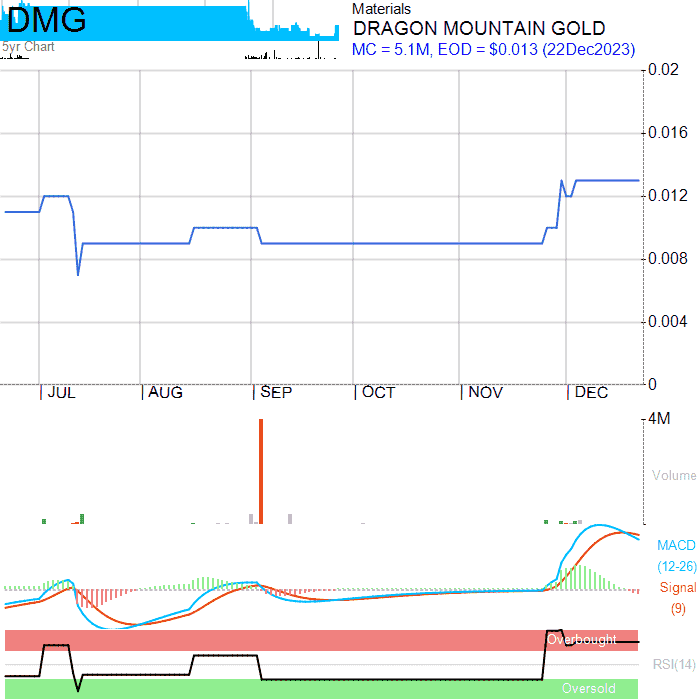 DMG
5yr Chart
Materials
DRAGON MOUNTAIN GOLD
MC = 5.1M, EOD = $0.013 (22Dec2023)
0.02
0.016
0.012
0.008
0.004
0
JUL
AUG
SEP
OCT
NOV
DEC
4M
Volume
MACD
(12-26)
Signal
(9)
Overbought
RSI(14)
Oversold